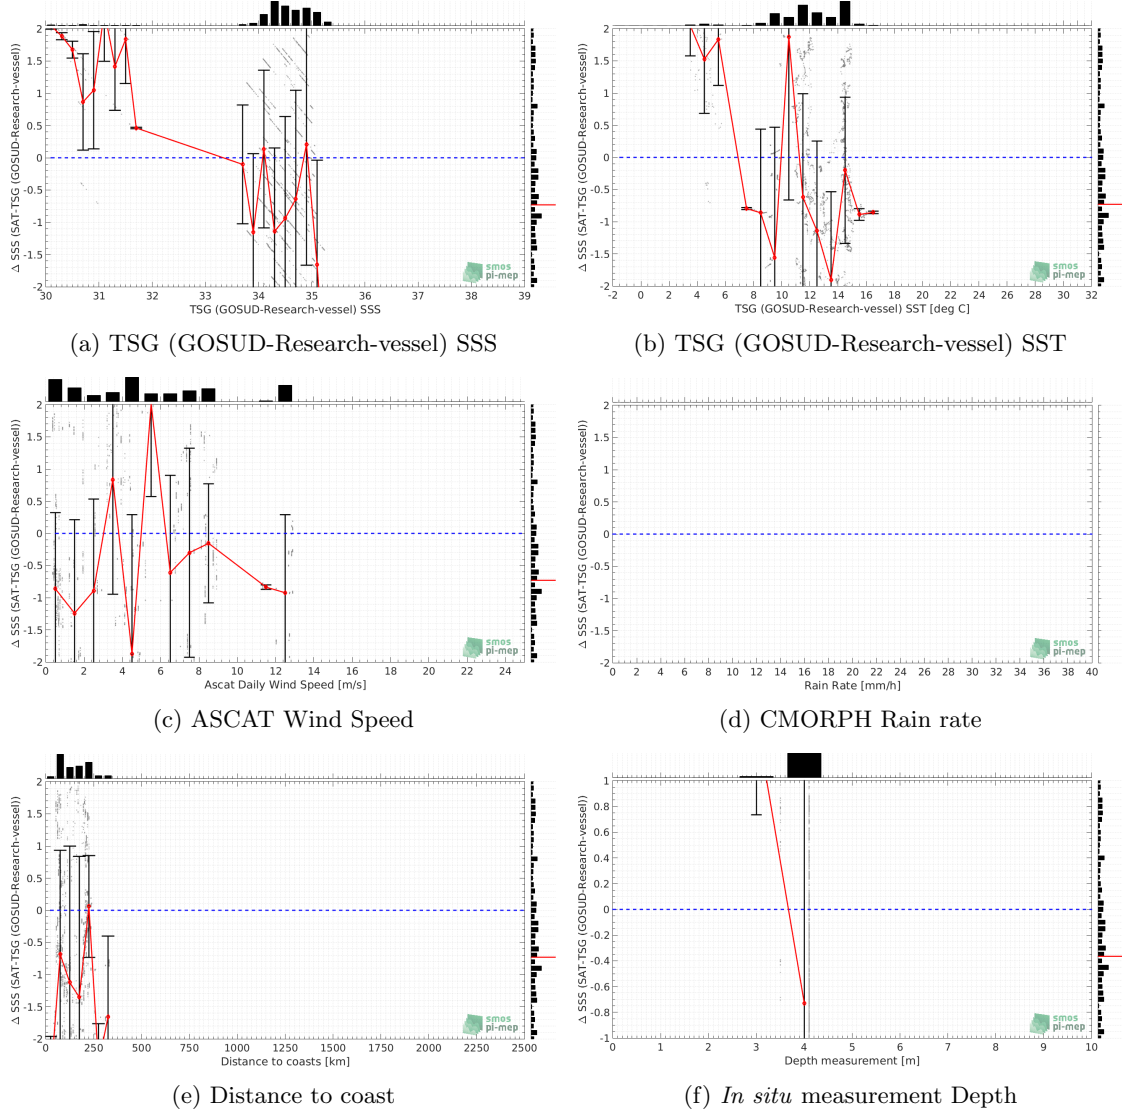 Δ SSS (SAT-TSG (GOSUD-Research-vessel))
2
1.5
1
0.5
0
-0.5
-1
-1.5
-2
30 31 32 33 34 35 36 37 38 39
TSG (GOSUD-Research-vessel) SSS
smos
pi-mep
(a) TSG (GOSUD-Research-vessel) SSS
Δ SSS (SAT-TSG (GOSUD-Research-vessel))
2
1.5
1
0.5
0
-0.5
-1
-1.5
-2
-2 0 2 4 6 8 10 12 14 16 18 20 22 24 26 28 30 32
TSG (GOSUD-Research-vessel) SST [deg C]
smos
pi-mep
(b) TSG (GOSUD-Research-vessel) SST
Δ SSS (SAT-TSG (GOSUD-Research-vessel))
2
1.5
1
0.5
0
-0.5
-1
-1.5
-2
0 2 4 6 8 10 12 14 16 18 20 22 24
Ascat Daily Wind Speed [m/s]
smos
pi-mep
(c) ASCAT Wind Speed
Δ SSS (SAT-TSG (GOSUD-Research-vessel))
2
1.5
1
0.5
0
-0.5
-1
-1.5
-2
0 2 4 6 8 10 12 14 16 18 20 22 24 26 28 30 32 34 36 38 40
Rain Rate [mm/h]
smos
pi-mep
(d) CMORPH Rain rate
Δ SSS (SAT-TSG (GOSUD-Research-vessel))
2
1.5
1
0.5
0
-0.5
-1
-1.5
-2
0 250 500 750 1000 1250 1500 1750 2000 2250 2500
Distance to coasts [km]
smos
pi-mep
(e) Distance to coast
Δ SSS (SAT-TSG (GOSUD-Research-vessel))
1
0.8
0.6
0.4
0.2
0
-0.2
-0.4
-0.6
-0.8
-1
0 1 2 3 4 5 6 7 8 9 10
Depth measurement [m]
smos
pi-mep
(f) In situ measurement Depth